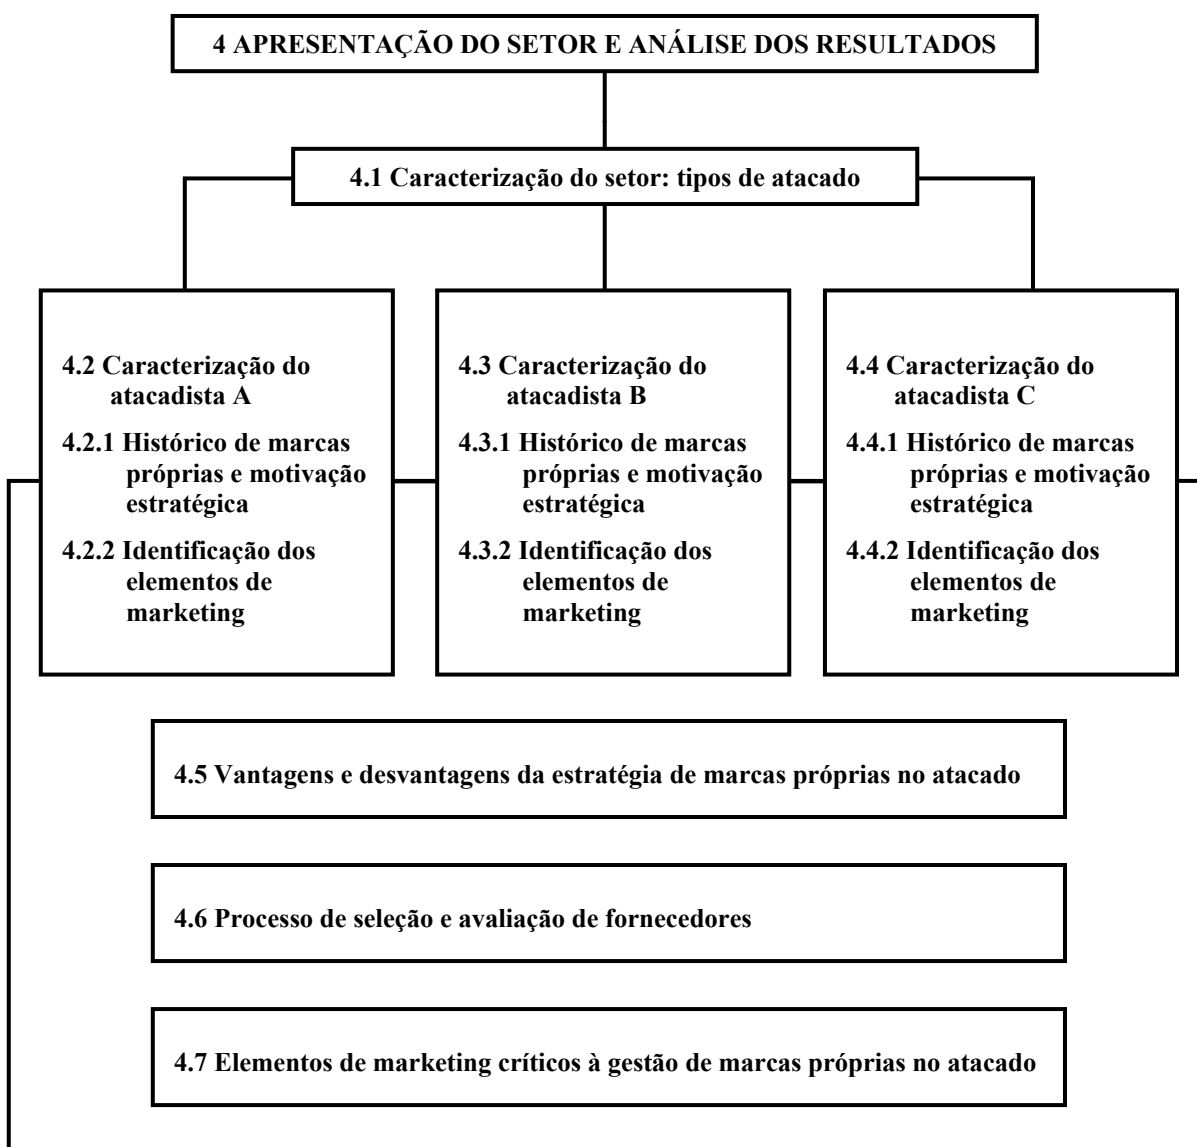 4 APRESENTAÇÃO DO SETOR E ANÁLISE DOS RESULTADOS
4.1 Caracterização do setor: tipos de atacado
4.2 Caracterização do
atacadista A
4.2.1 Histórico de marcas
próprias e motivação
estratégica
4.2.2 Identificação dos
elementos de
marketing
4.3 Caracterização do
atacadista B
4.3.1 Histórico de marcas
próprias e motivação
estratégica
4.3.2 Identificação dos
elementos de
marketing
4.4 Caracterização do
atacadista C
4.4.1 Histórico de marcas
próprias e motivação
estratégica
4.4.2 Identificação dos
elementos de
marketing
4.5 Vantagens e desvantagens da estratégia de marcas próprias no atacado
4.6 Processo de seleção e avaliação de fornecedores
4.7 Elementos de marketing críticos à gestão de marcas próprias no atacado